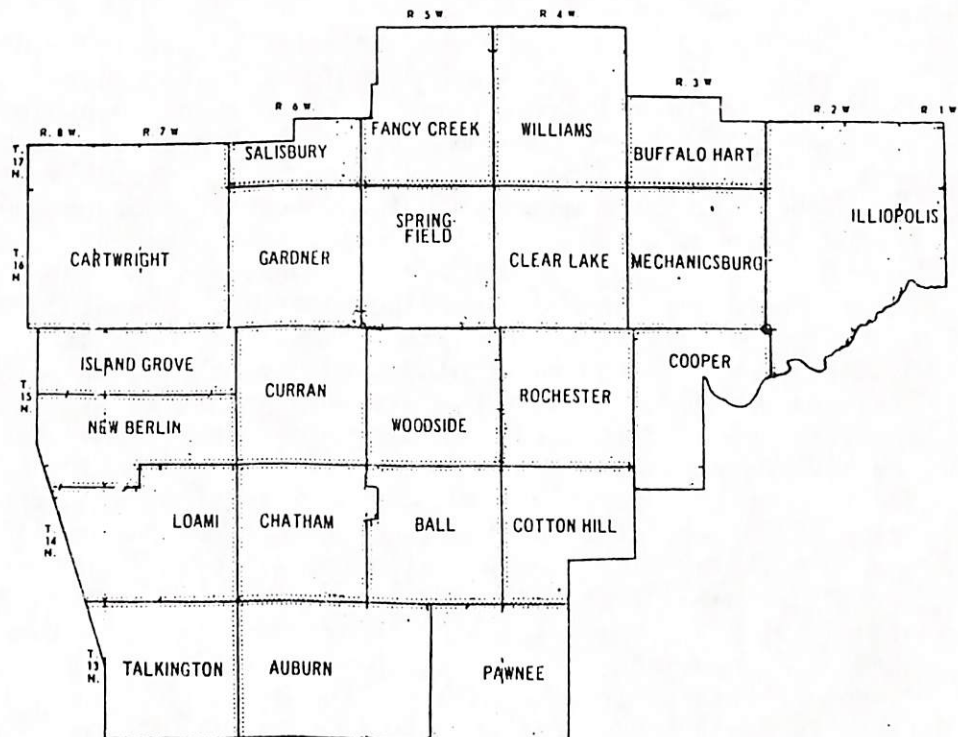 R 5 W
R 4 W.
R. 3 W
R. 2 W
R 1 W
R 6 W.
R. 8 W.
R 7 W
T. 17 N.
FANCY CREEK
WILLIAMS
SALISBURY
BUFFALO HART
ILLIOPOLIS
SPRING-
FIELD
T. 16 N.
CARTWRIGHT
GARDNER
CLEAR LAKE
MECHANICSBURG
ISLAND GROVE
COOPER
T. 15 N.
CURRAN
ROCHESTER
NEW BERLIN
WOODSIDE
T. 14 N.
LOAMI
CHATHAM
BALL
COTTON HILL
T. 13 N.
TALKINGTON
AUBURN
PAWNEE